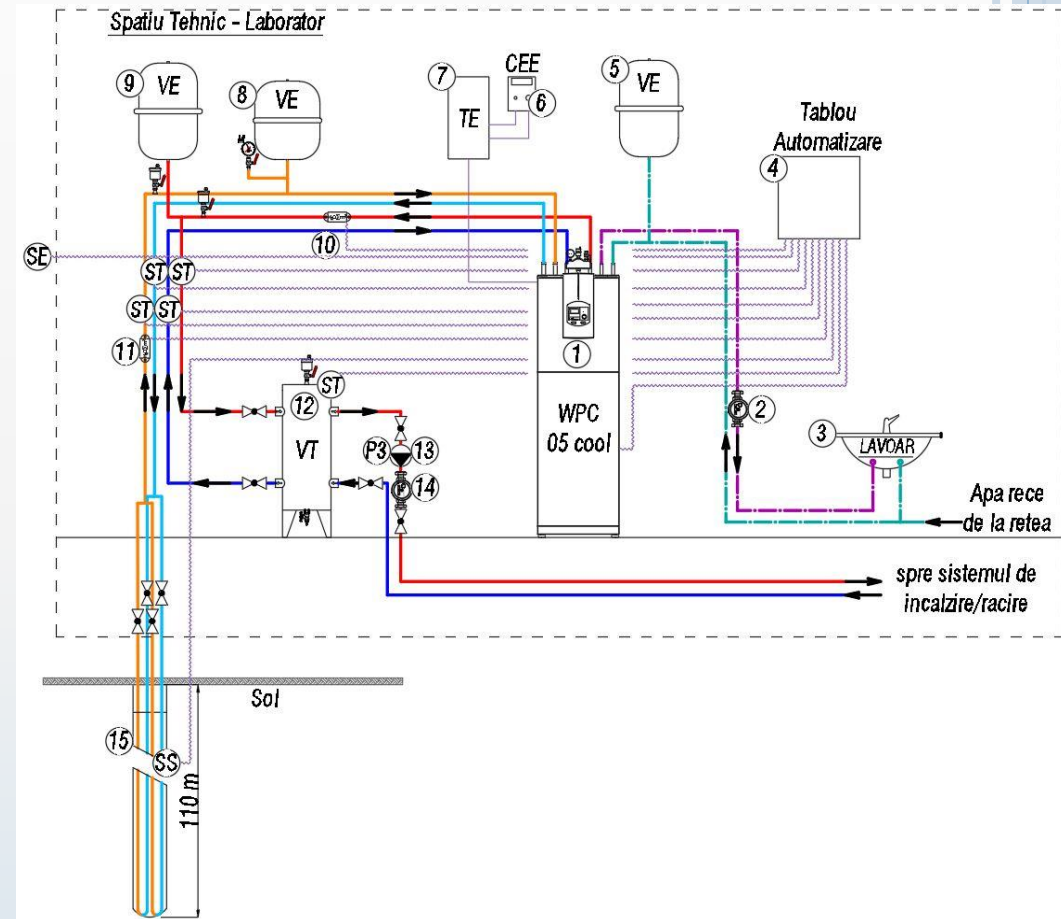 Spatiu Tehnic - Laborator
9
VE
8
VE
7
TE
CEE
6
5
VE
Tablou
Automatizare
4
10
SE
ST
ST
ST
ST
11
1
WPC
05 cool
12
ST
VT
P3
13
14
2
3
LAVOAR
Apa rece
de la retea
spre sistemul de
incalzire/racire
Sol
15
SS
110 m